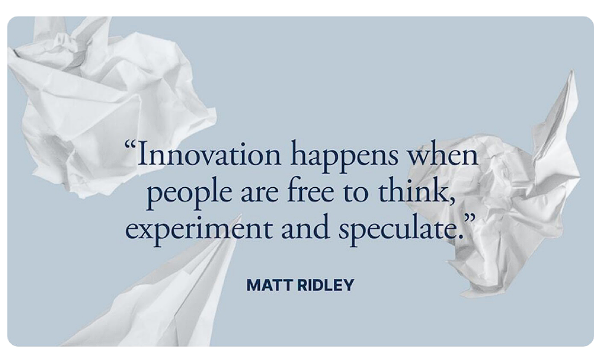 “Innovation happens when
people are free to think,
experiment and speculate.”
MATT RIDLEY